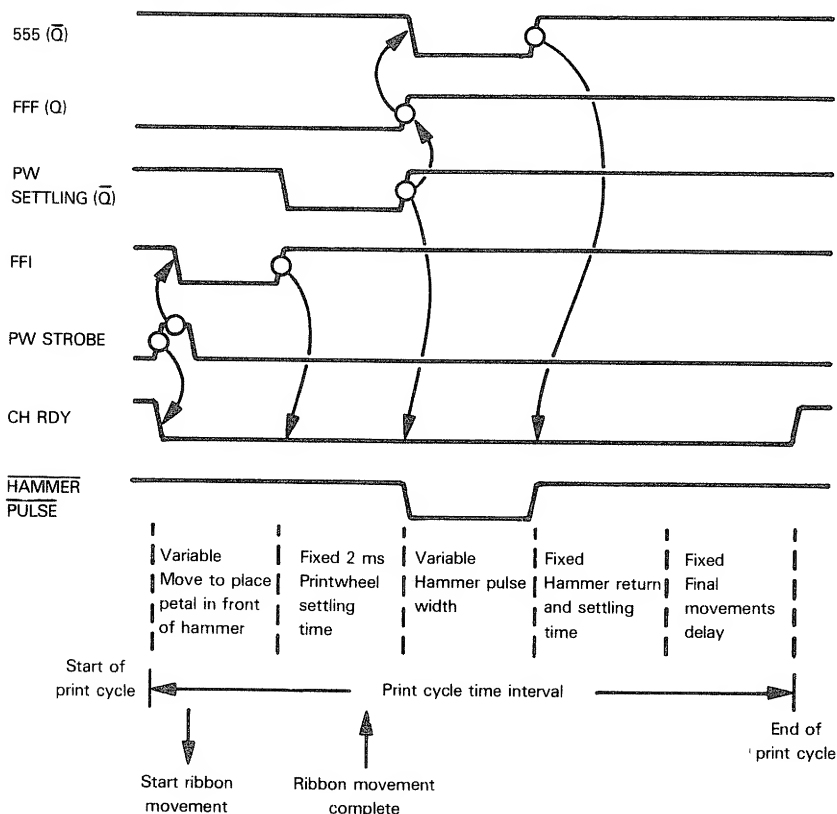 555 (Q̅)
FFF (Q)
PW
SETTLING (Q̅)
FFI
PW STROBE
CH RDY
HAMMER
PULSE
Variable
Move to place
petal in front
of hammer
Fixed 2 ms
Printwheel
settling
time
Variable
Hammer pulse
width
Fixed
Hammer return
and settling
time
Fixed
Final
movements
delay
Start of
print cycle
Print cycle time interval
End of
print cycle
Start ribbon
movement
Ribbon movement
complete